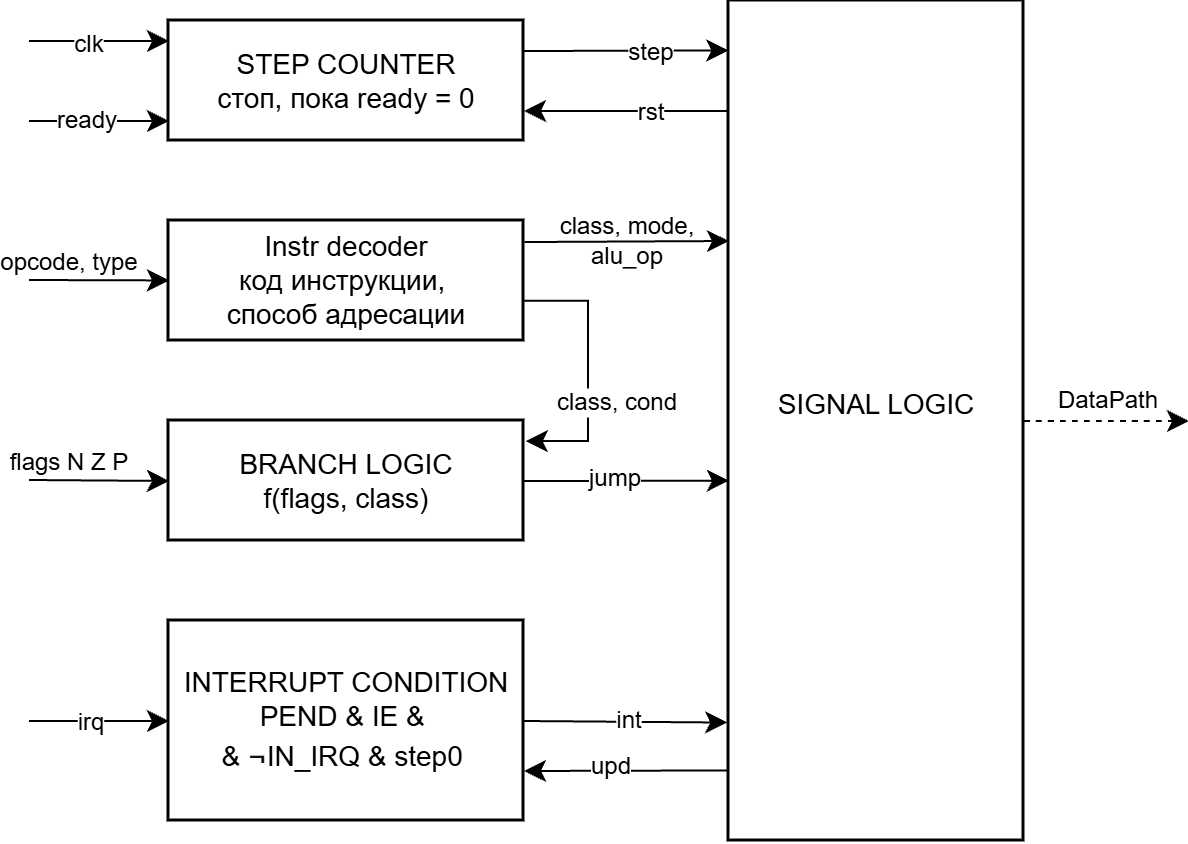 clk
ready
STEP COUNTER
стоп, пока ready = 0
step
rst
opcode, type
Instr decoder
код инструкции,
способ адресации
class, mode,
alu_op
class, cond
flags N Z P
BRANCH LOGIC
f(flags, class)
jump
irq
INTERRUPT CONDITION
PEND & IE &
& ¬IN_IRQ & step0
int
upd
SIGNAL LOGIC
DataPath